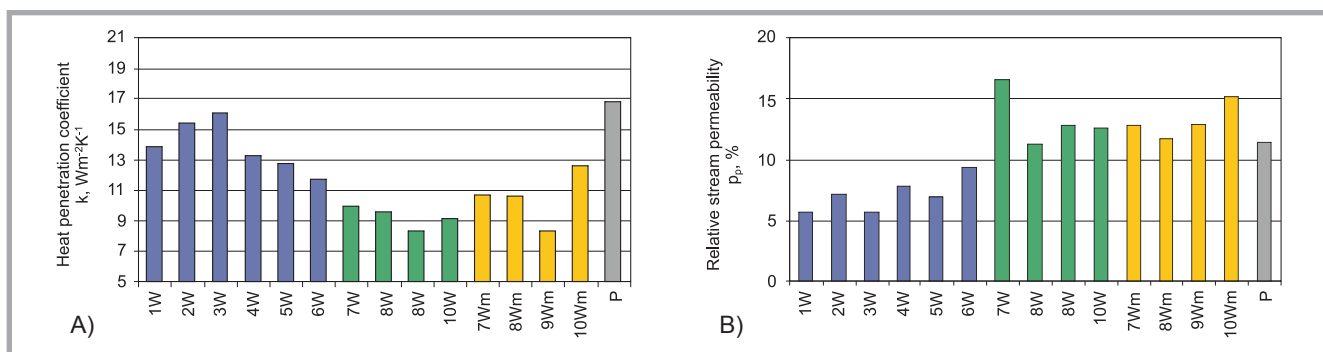 Heat penetration coefficient
k, Wm⁻²K⁻¹
21
19
17
15
13
11
9
7
5
1W
2W
3W
4W
5W
6W
7W
8W
8W
10W
7Wm
8Wm
9Wm
10Wm
P
A)
Relative stream permeability
pₚ, %
20
15
10
5
0
1W
2W
3W
4W
5W
6W
7W
8W
8W
10W
7Wm
8Wm
9Wm
10Wm
P
B)